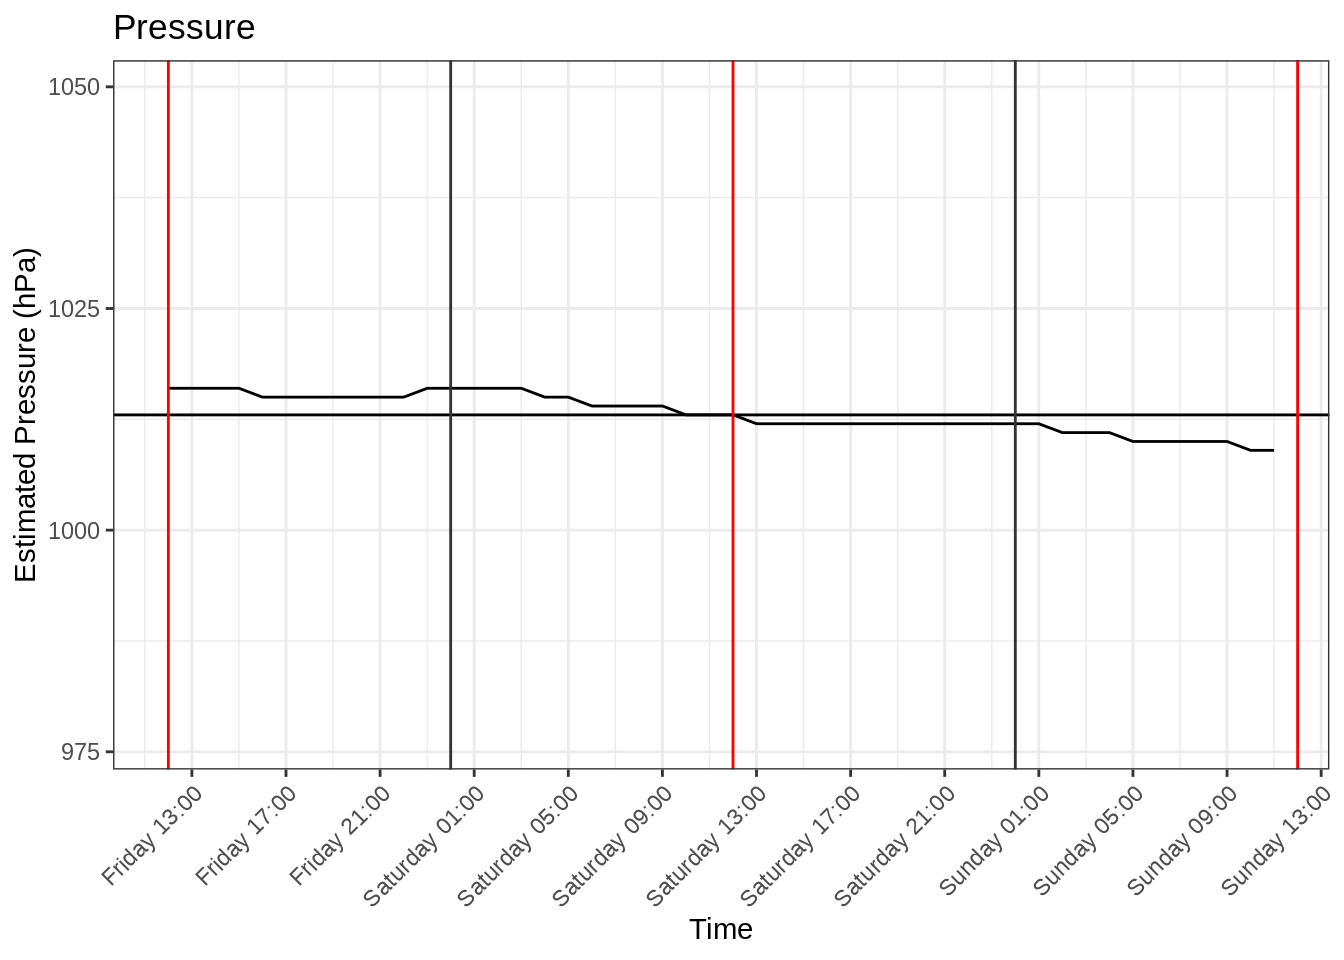 Pressure
Estimated Pressure (hPa)
1050
1025
1000
975
Friday 13:00
Friday 17:00
Friday 21:00
Saturday 01:00
Saturday 05:00
Saturday 09:00
Saturday 13:00
Saturday 17:00
Saturday 21:00
Sunday 01:00
Sunday 05:00
Sunday 09:00
Sunday 13:00
Time